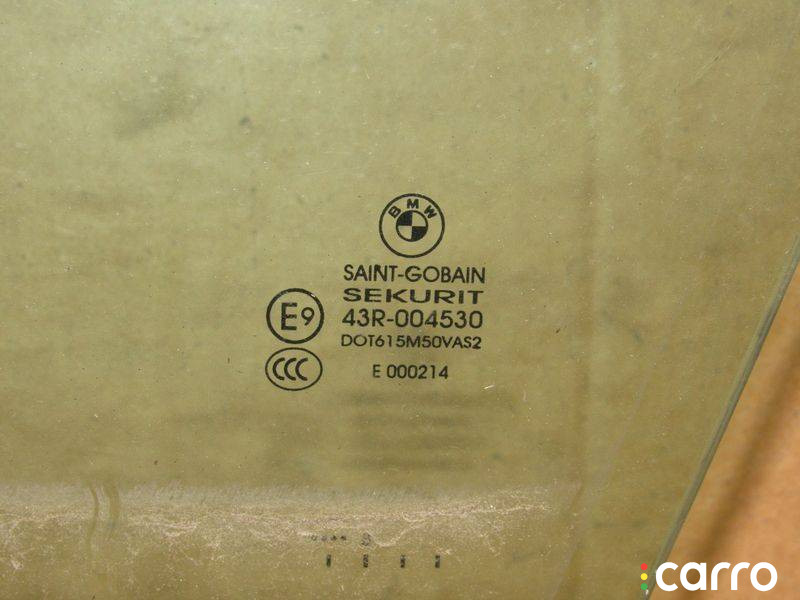 BMW
SAINT-GOBAIN
SEKURIT
E9
43R-004530
DOT615M50VAS2
CCC
E 000214
carro